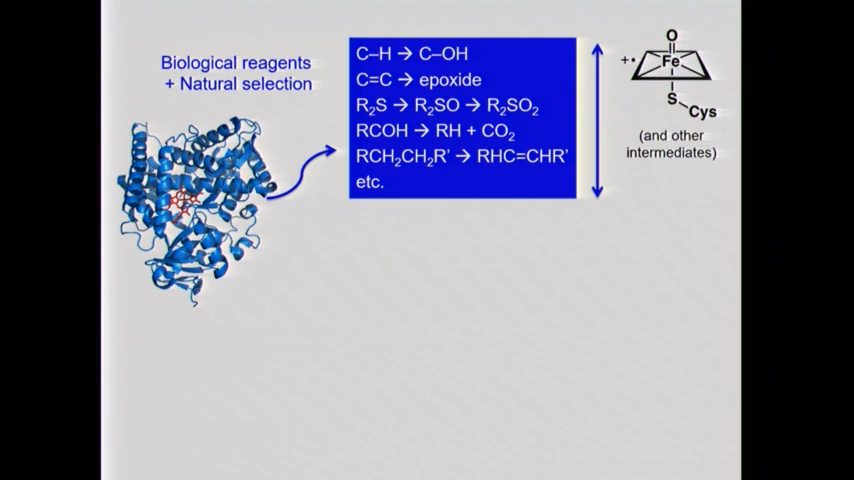 Biological reagents
+ Natural selection
C–H → C–OH
C=C → epoxide
R₂S → R₂SO → R₂SO₂
RCOH → RH + CO₂
RCH₂CH₂R’ → RHC=CHR’
etc.
O
+•
Fe
S
Cys
(and other
intermediates)